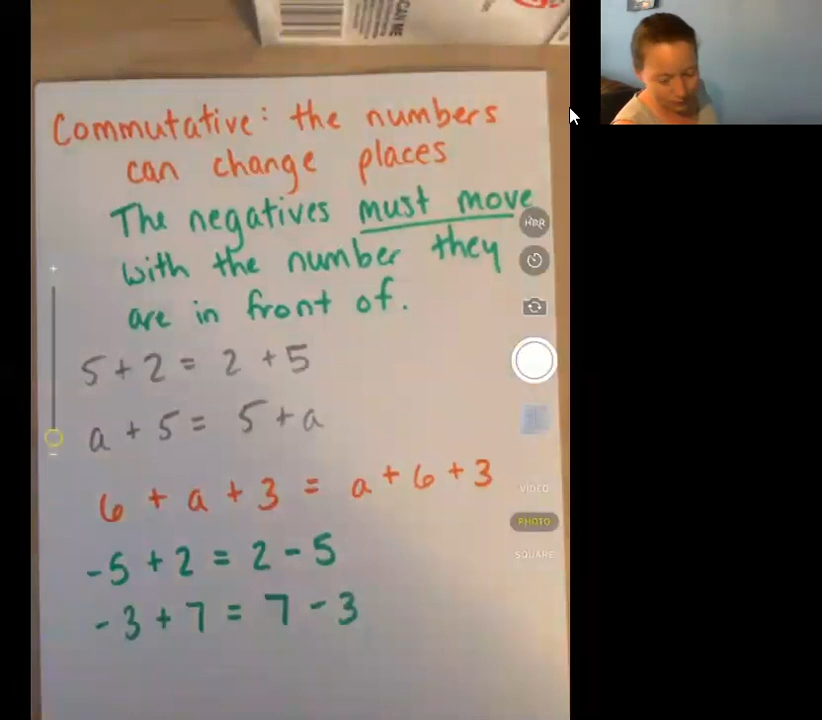 CAN ME
Commutative: the numbers
can change places
The negatives must move
with the number they
are in front of.
5 + 2 = 2 + 5
a + 5 = 5 + a
6 + a + 3 = a + 6 + 3
-5 + 2 = 2 - 5
-3 + 7 = 7 - 3
HDR
VIDEO
PHOTO
SQUARE